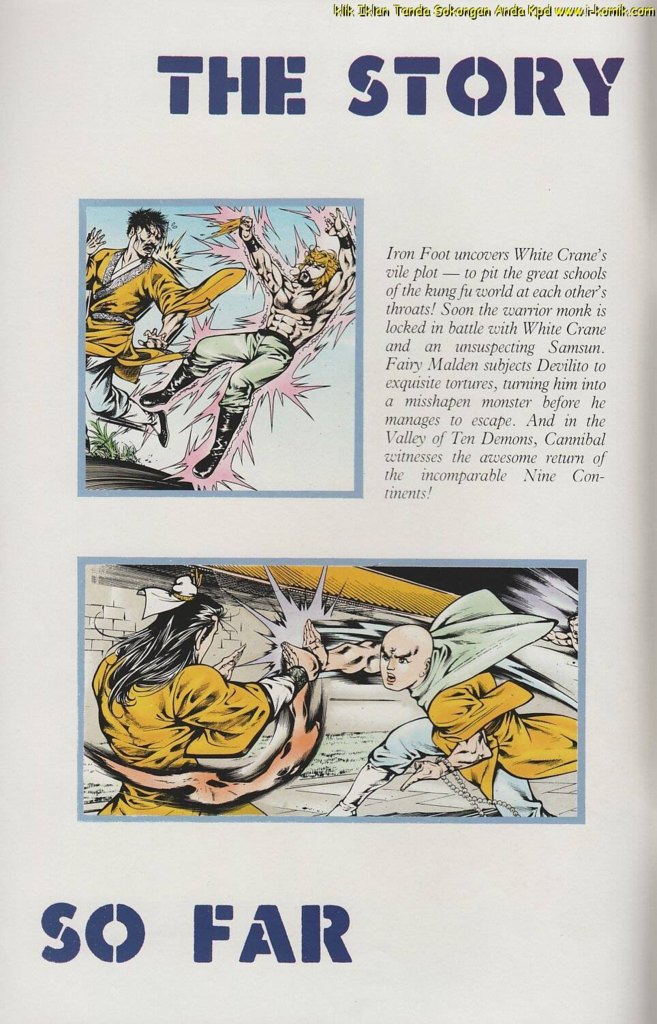 klik Iklan Tanda Sokongan Anda Kpd www.i-komik.com
THE STORY
Iron Foot uncovers White Crane's
vile plot — to pit the great schools
of the kung fu world at each other's
throats! Soon the warrior monk is
locked in battle with White Crane
and an unsuspecting Samsun.
Fairy Malden subjects Devilito to
exquisite tortures, turning him into
a misshapen monster before he
manages to escape. And in the
Valley of Ten Demons, Cannibal
witnesses the awesome return of
the incomparable Nine Con-
tinents!
SO FAR